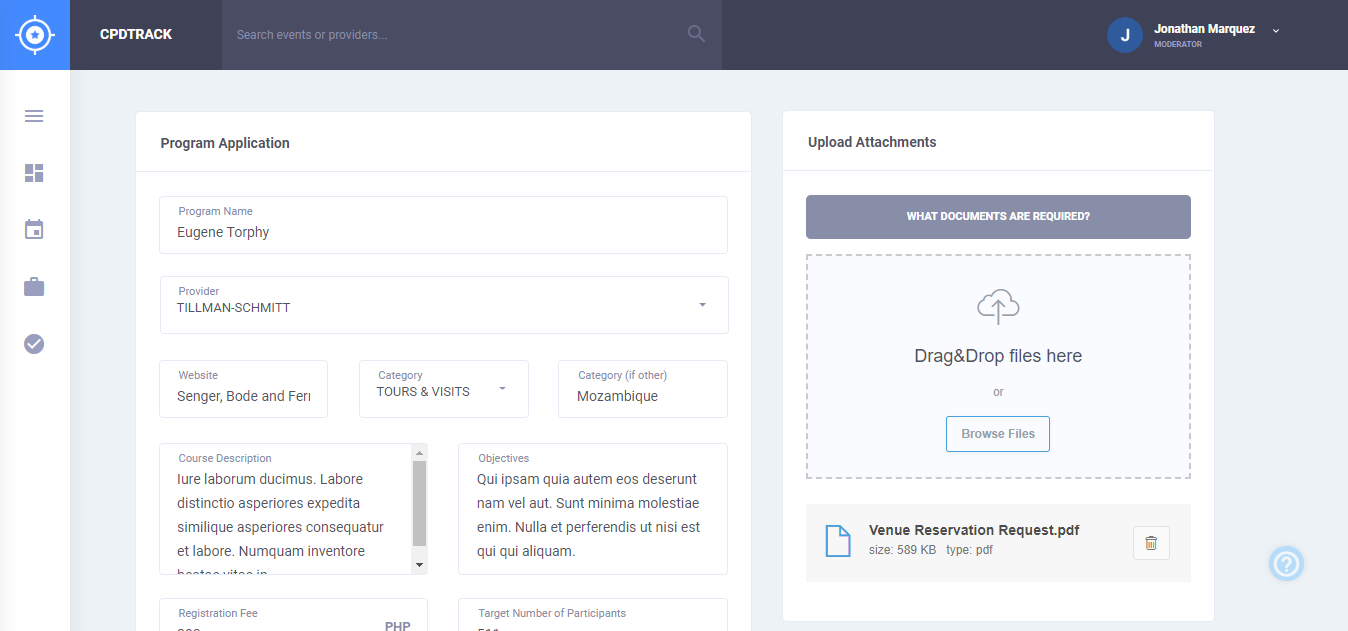 CPDTRACK
Search events or providers...
J
Jonathan Marquez
MODERATOR
Program Application
Program Name
Eugene Torphy
Provider
TILLMAN-SCHMITT
Website
Senger, Bode and Ferr
Category
TOURS & VISITS
Category (if other)
Mozambique
Course Description
Iure laborum ducimus. Labore
distinctio asperiores expedita
similique asperiores consequatur
et labore. Numquam inventore
beatae vitae in
Objectives
Qui ipsam quia autem eos deserunt
nam vel aut. Sunt minima molestiae
enim. Nulla et perferendis ut nisi est
qui qui aliquam.
Registration Fee
PHP
Target Number of Participants
Upload Attachments
WHAT DOCUMENTS ARE REQUIRED?
Drag&Drop files here
or
Browse Files
Venue Reservation Request.pdf
size: 589 KB type: pdf
?